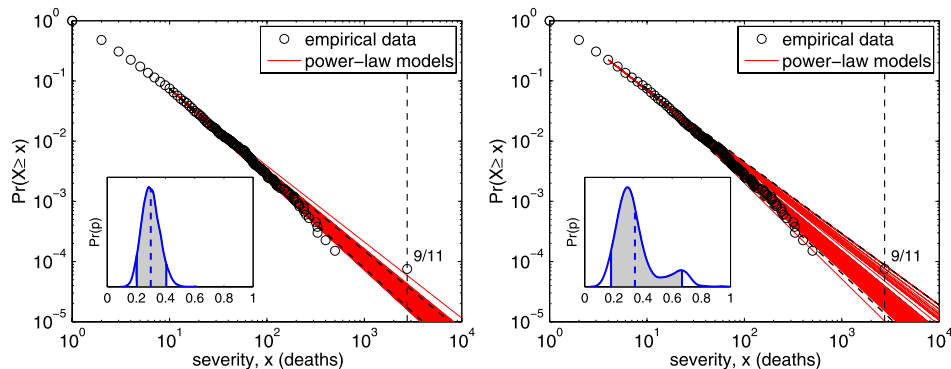 10^0
10^-1
10^-2
10^-3
10^-4
10^-5
Pr(X≥ x)
empirical data
power-law models
9/11
Pr(p)
0 0.2 0.4 0.6 0.8 1
10^0 10^1 10^2 10^3 10^4
severity, x (deaths)
10^0
10^-1
10^-2
10^-3
10^-4
10^-5
Pr(X≥ x)
empirical data
power-law models
9/11
Pr(p)
0 0.2 0.4 0.6 0.8 1
10^0 10^1 10^2 10^3 10^4
severity, x (deaths)